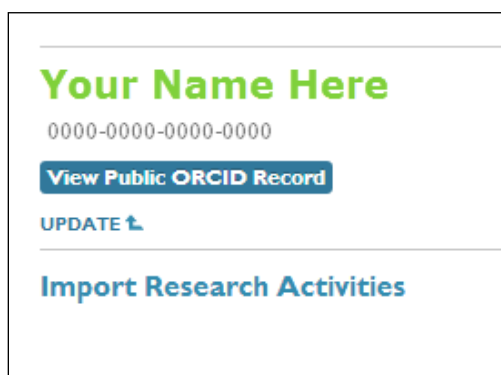 Your Name Here
0000-0000-0000-0000
View Public ORCID Record
UPDATE
Import Research Activities